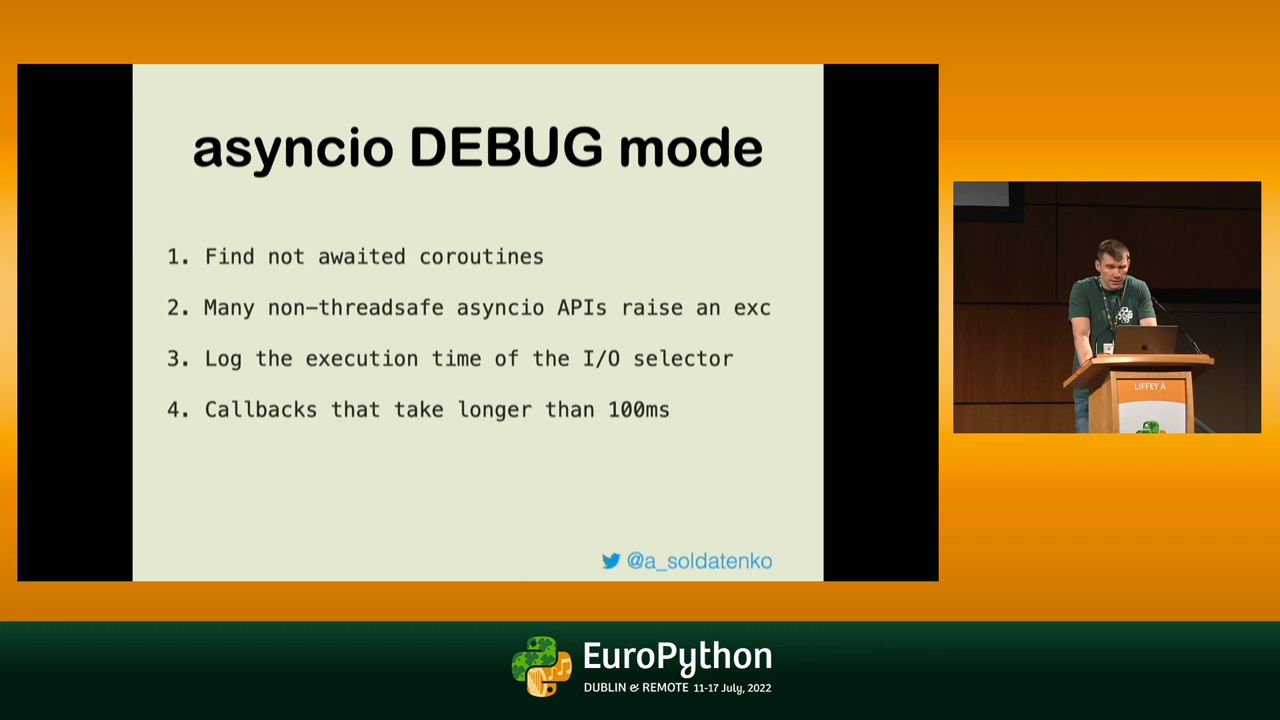 asyncio DEBUG mode
1. Find not awaited coroutines
2. Many non-threadsafe asyncio APIs raise an exc
3. Log the execution time of the I/O selector
4. Callbacks that take longer than 100ms
@a_soldatenko
LIFFEY A
EuroPython
DUBLIN & REMOTE 11-17 July, 2022